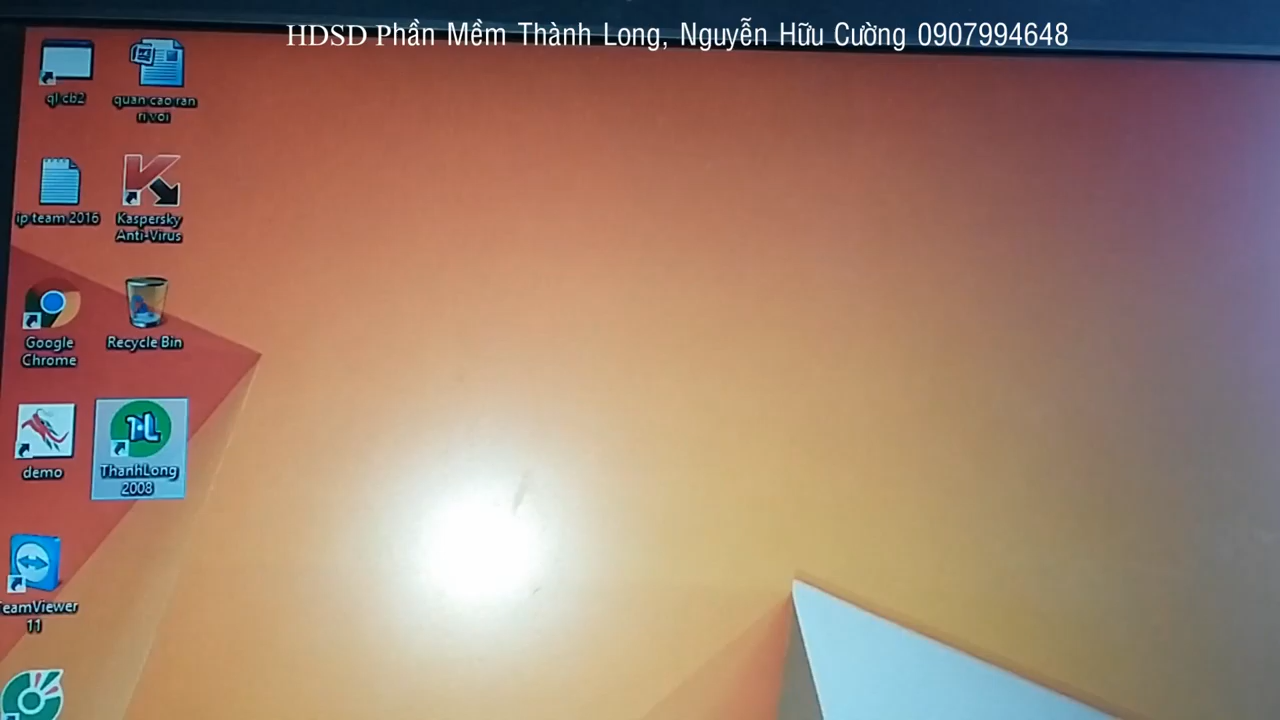 HDSD Phần Mềm Thành Long, Nguyễn Hữu Cường 0907994648
ql cb2
quan cao ran
ri voi
ip team 2016
Kaspersky
Anti-Virus
Google
Chrome
Recycle Bin
demo
ThanhLong
2008
TeamViewer
11